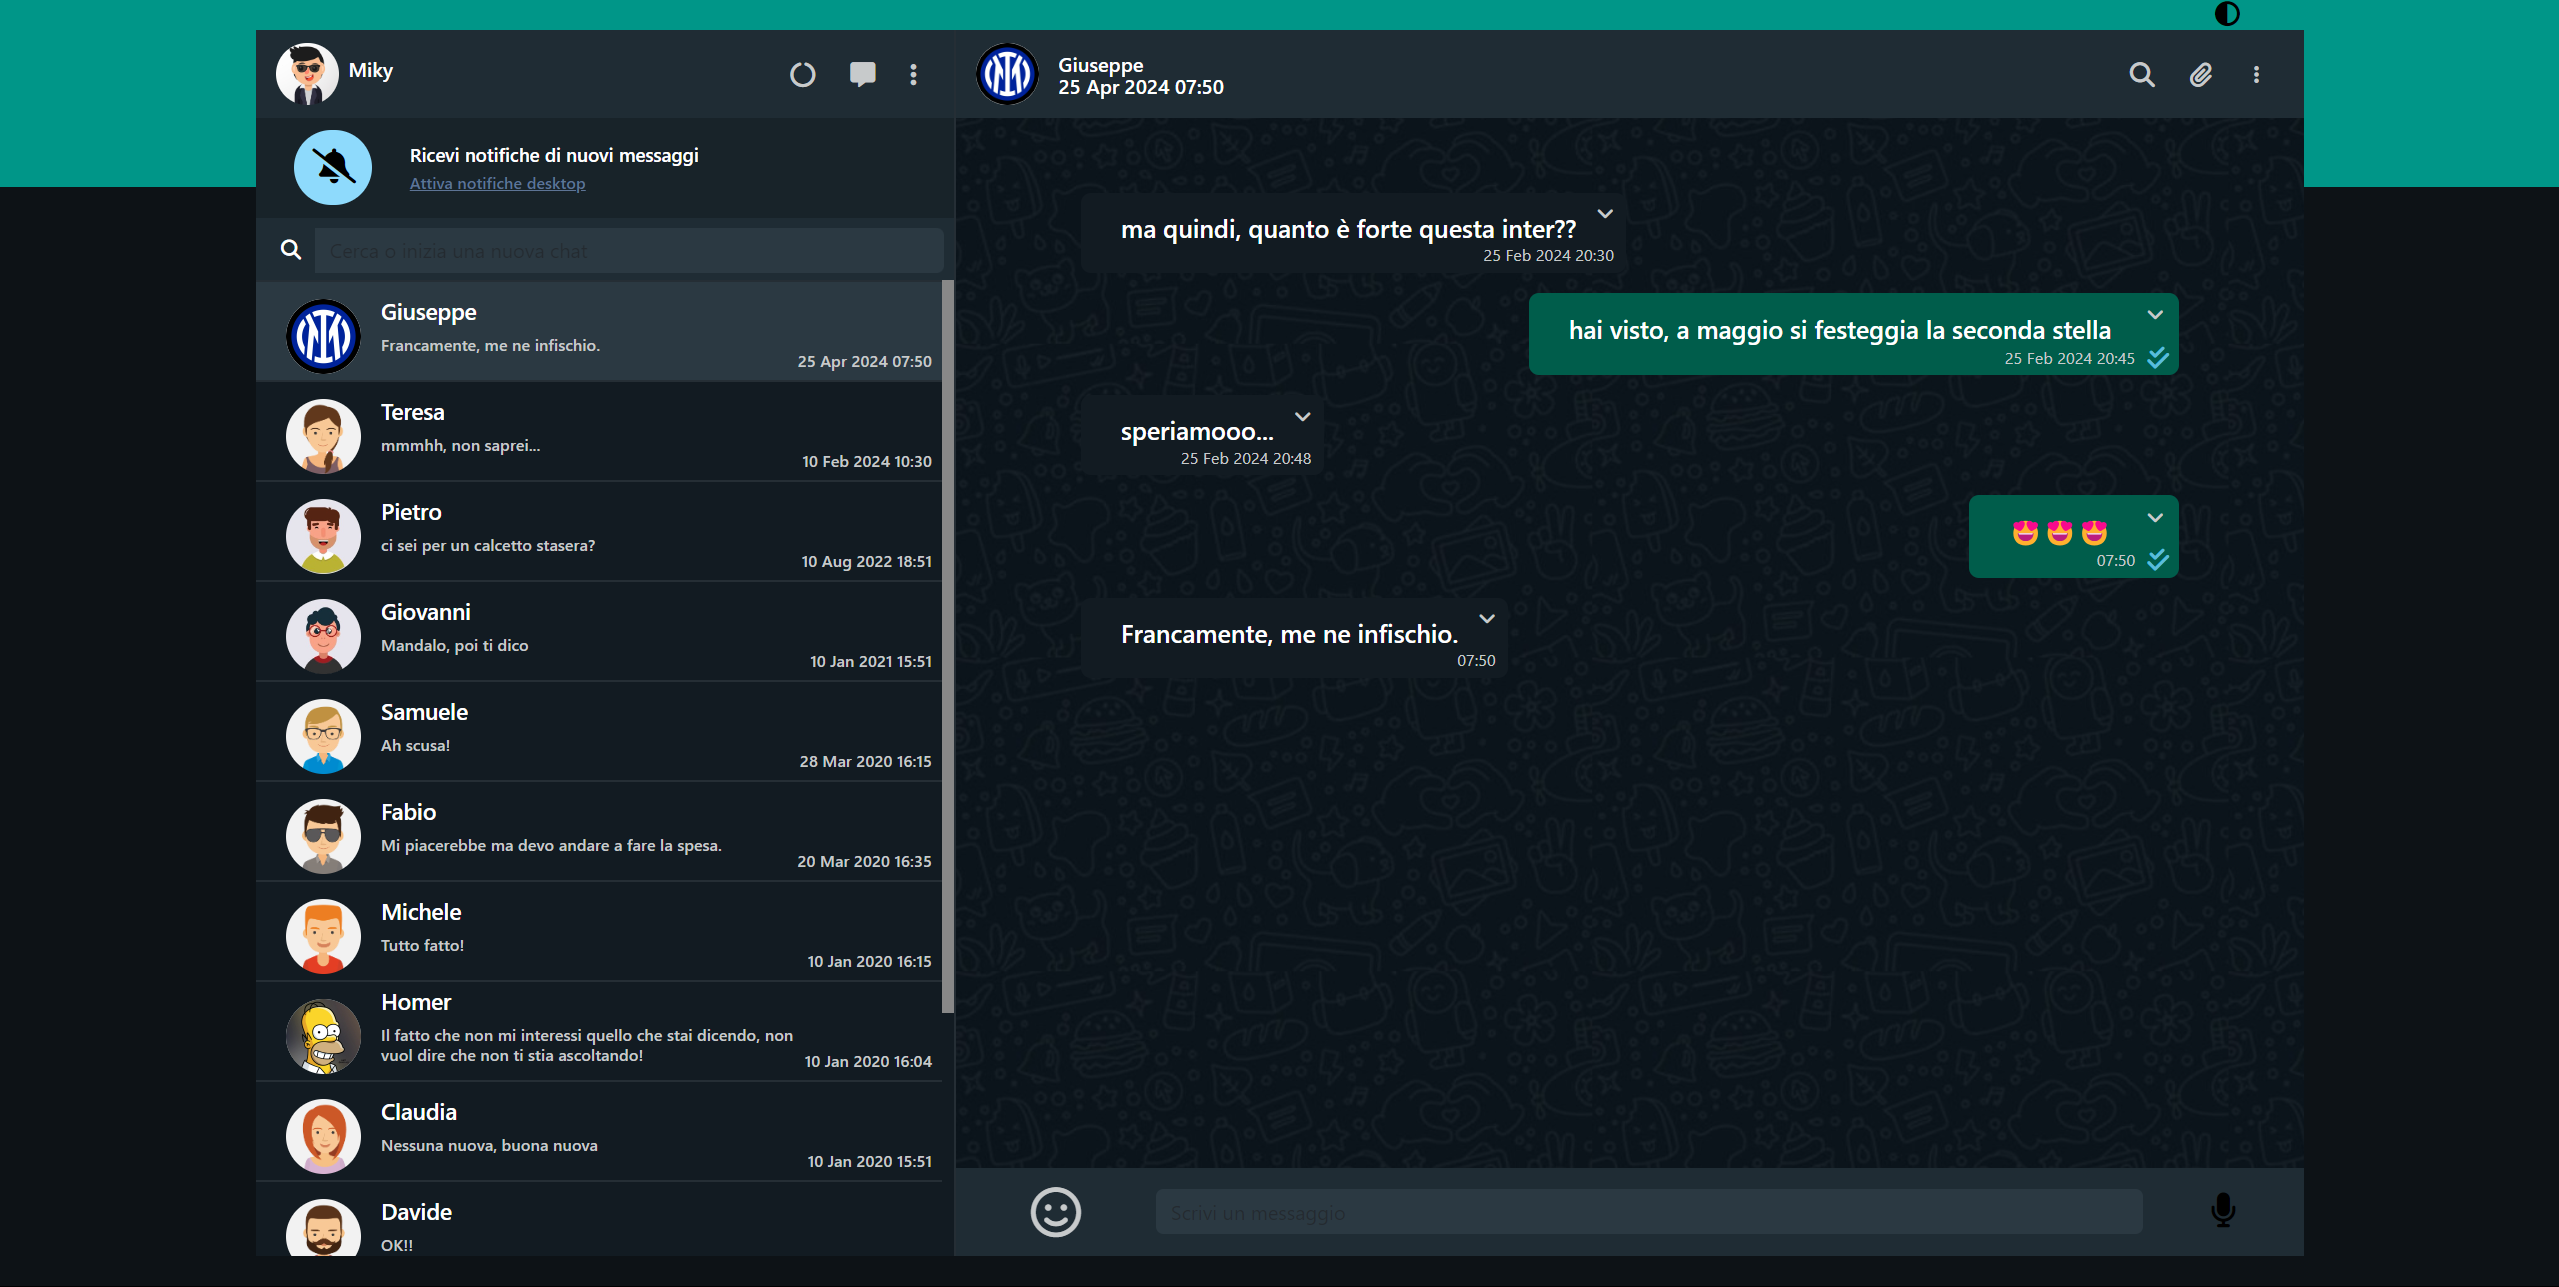 Miky
Ricevi notifiche di nuovi messaggi
Attiva notifiche desktop
Cerca o inizia una nuova chat
Giuseppe
Francamente, me ne infischio.
25 Apr 2024 07:50
Teresa
mmmhh, non saprei...
10 Feb 2024 10:30
Pietro
ci sei per un calcetto stasera?
10 Aug 2022 18:51
Giovanni
Mandalo, poi ti dico
10 Jan 2021 15:51
Samuele
Ah scusa!
28 Mar 2020 16:15
Fabio
Mi piacerebbe ma devo andare a fare la spesa.
20 Mar 2020 16:35
Michele
Tutto fatto!
10 Jan 2020 16:15
Homer
Il fatto che non mi interessi quello che stai dicendo, non
vuol dire che non ti stia ascoltando!
10 Jan 2020 16:04
Claudia
Nessuna nuova, buona nuova
10 Jan 2020 15:51
Davide
OK!!
Giuseppe
25 Apr 2024 07:50
ma quindi, quanto è forte questa inter??
25 Feb 2024 20:30
hai visto, a maggio si festeggia la seconda stella
25 Feb 2024 20:45
speriamooo...
25 Feb 2024 20:48
😍😍😍
07:50
Francamente, me ne infischio.
07:50
Scrivi un messaggio